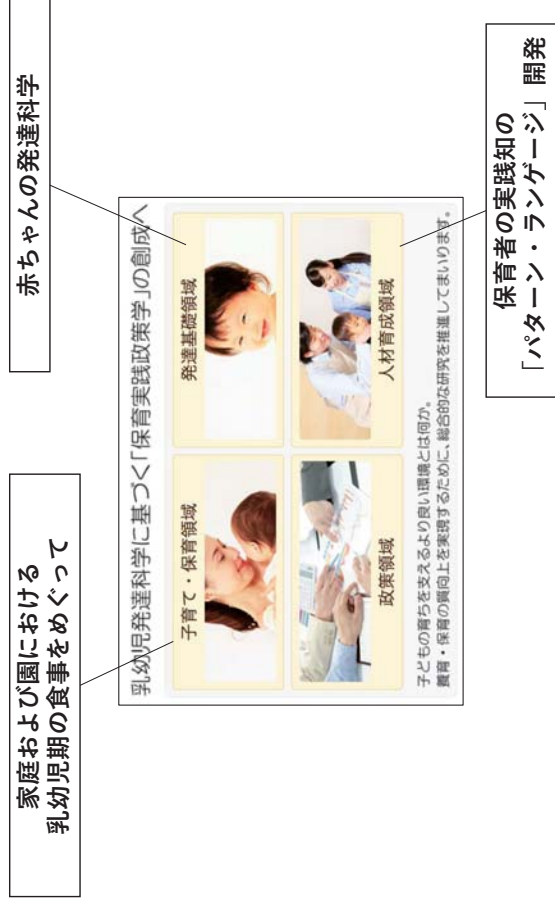 家庭および園における
乳幼児期の食事をめぐって
赤ちゃんの発達科学
乳幼児発達科学に基づく「保育実践政策学」の創成へ
子育て・保育領域
発達基礎領域
政策領域
人材育成領域
子どもの育ちを支えるより良い環境とは何か。
養育・保育の質向上を実現するために、総合的な研究を推進してまいります。
保育者の実践知の
「パターン・ランゲージ」 開発